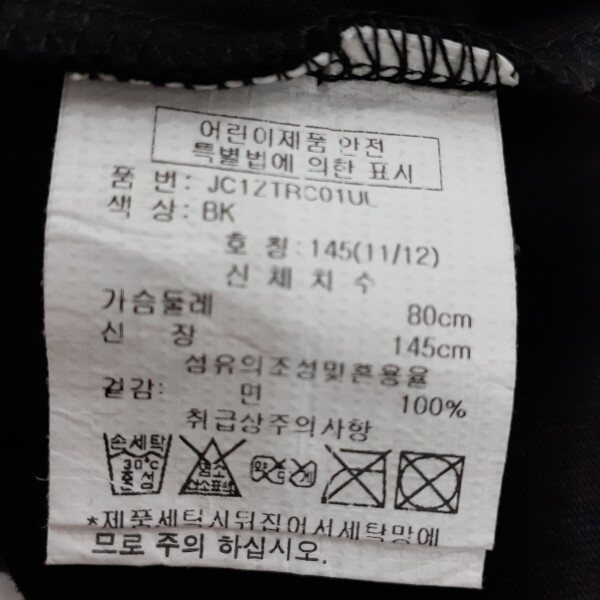 어린이제품 안전
특별법에 의한 표시
품 번: JC1ZTRC01UL
색 상: BK
호 칭: 145(11/12)
신 체 치 수
가슴둘레 80cm
신 장 145cm
섬유의조성및혼용율
겉감: 면 100%
취급상주의사항
손세탁
30℃
중성
염소
산소표백
약하게
*제품세탁시뒤집어서세탁망에
므로 주의 하십시오.